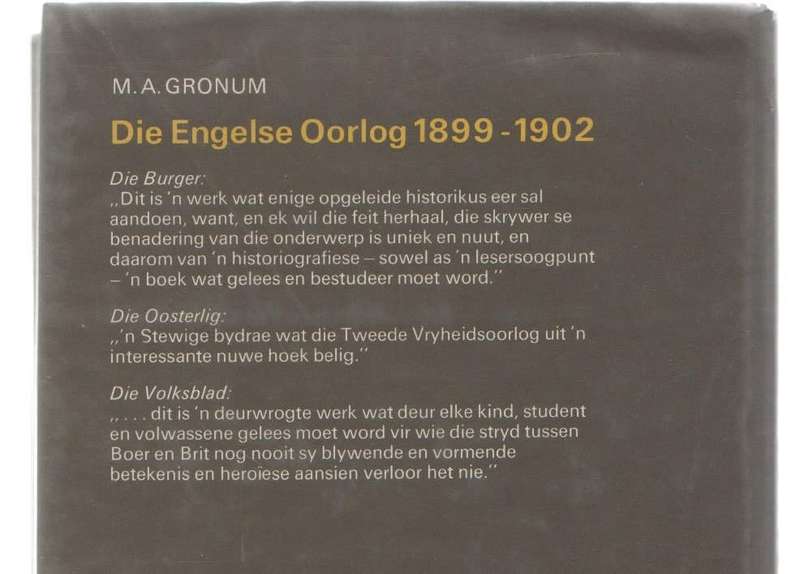 M. A. GRONUM
Die Engelse Oorlog 1899 - 1902
Die Burger:
„Dit is 'n werk wat enige opgeleide historikus eer sal
aandoen, want, en ek wil die feit herhaal, die skrywer se
benadering van die onderwerp is uniek en nuut, en
daarom van 'n historiografiese – sowel as 'n lesersoogpunt
– 'n boek wat gelees en bestudeer moet word.''
Die Oosterlig:
„'n Stewige bydrae wat die Tweede Vryheidsoorlog uit 'n
interessante nuwe hoek belig.''
Die Volksblad:
„. . . dit is 'n deurwrogte werk wat deur elke kind, student
en volwassene gelees moet word vir wie die stryd tussen
Boer en Brit nog nooit sy blywende en vormende
betekenis en heroïese aansien verloor het nie.''